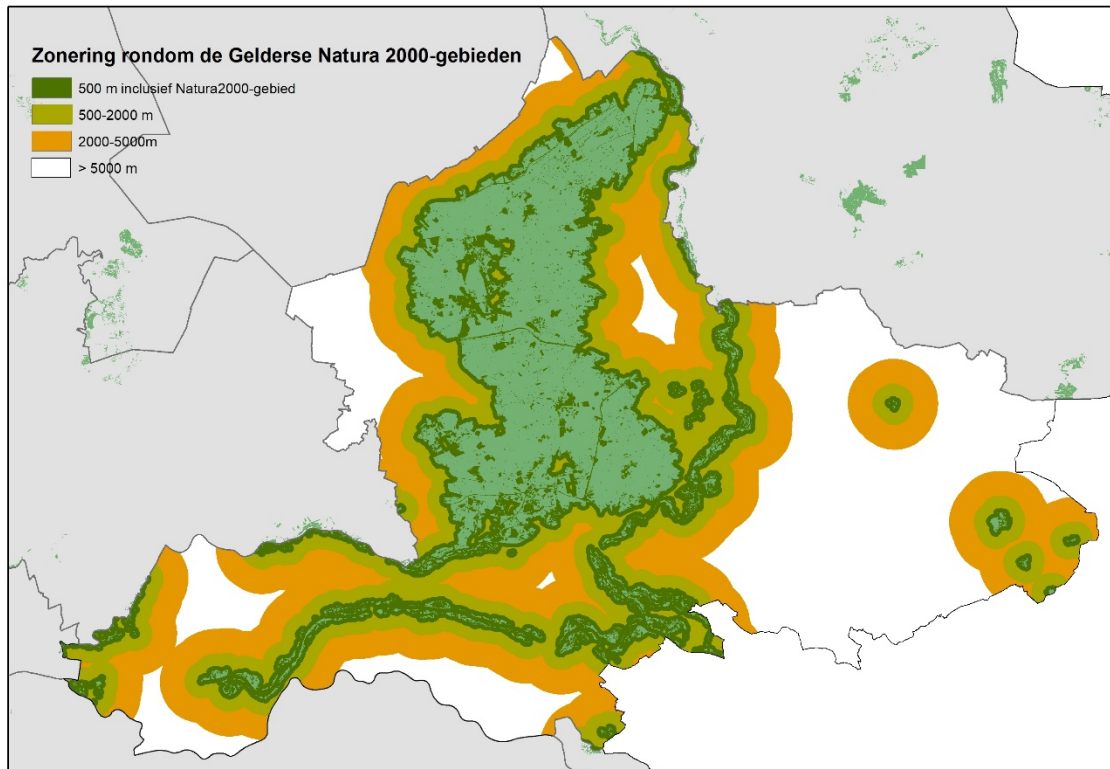 Zonering rondom de Gelderse Natura 2000-gebieden
500 m inclusief Natura2000-gebied
500-2000 m
2000-5000m
> 5000 m